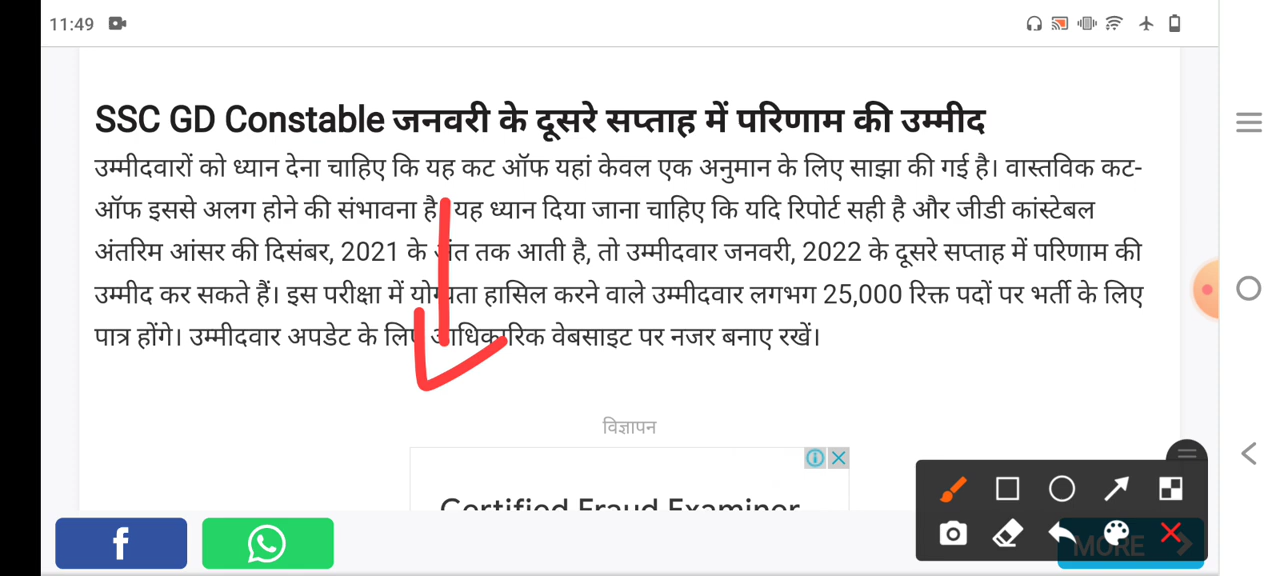 11:49
SSC GD Constable जनवरी के दूसरे सप्ताह में परिणाम की उम्मीद
उम्मीदवारों को ध्यान देना चाहिए कि यह कट ऑफ यहां केवल एक अनुमान के लिए साझा की गई है। वास्तविक कट-
ऑफ इससे अलग होने की संभावना है। यह ध्यान दिया जाना चाहिए कि यदि रिपोर्ट सही है और जीडी कांस्टेबल
अंतरिम आंसर की दिसंबर, 2021 के अंत तक आती है, तो उम्मीदवार जनवरी, 2022 के दूसरे सप्ताह में परिणाम की
उम्मीद कर सकते हैं। इस परीक्षा में योग्यता हासिल करने वाले उम्मीदवार लगभग 25,000 रिक्त पदों पर भर्ती के लिए
पात्र होंगे। उम्मीदवार अपडेट के लिए आधिकारिक वेबसाइट पर नजर बनाए रखें।
विज्ञापन
Certified Fraud Examiner
MORE